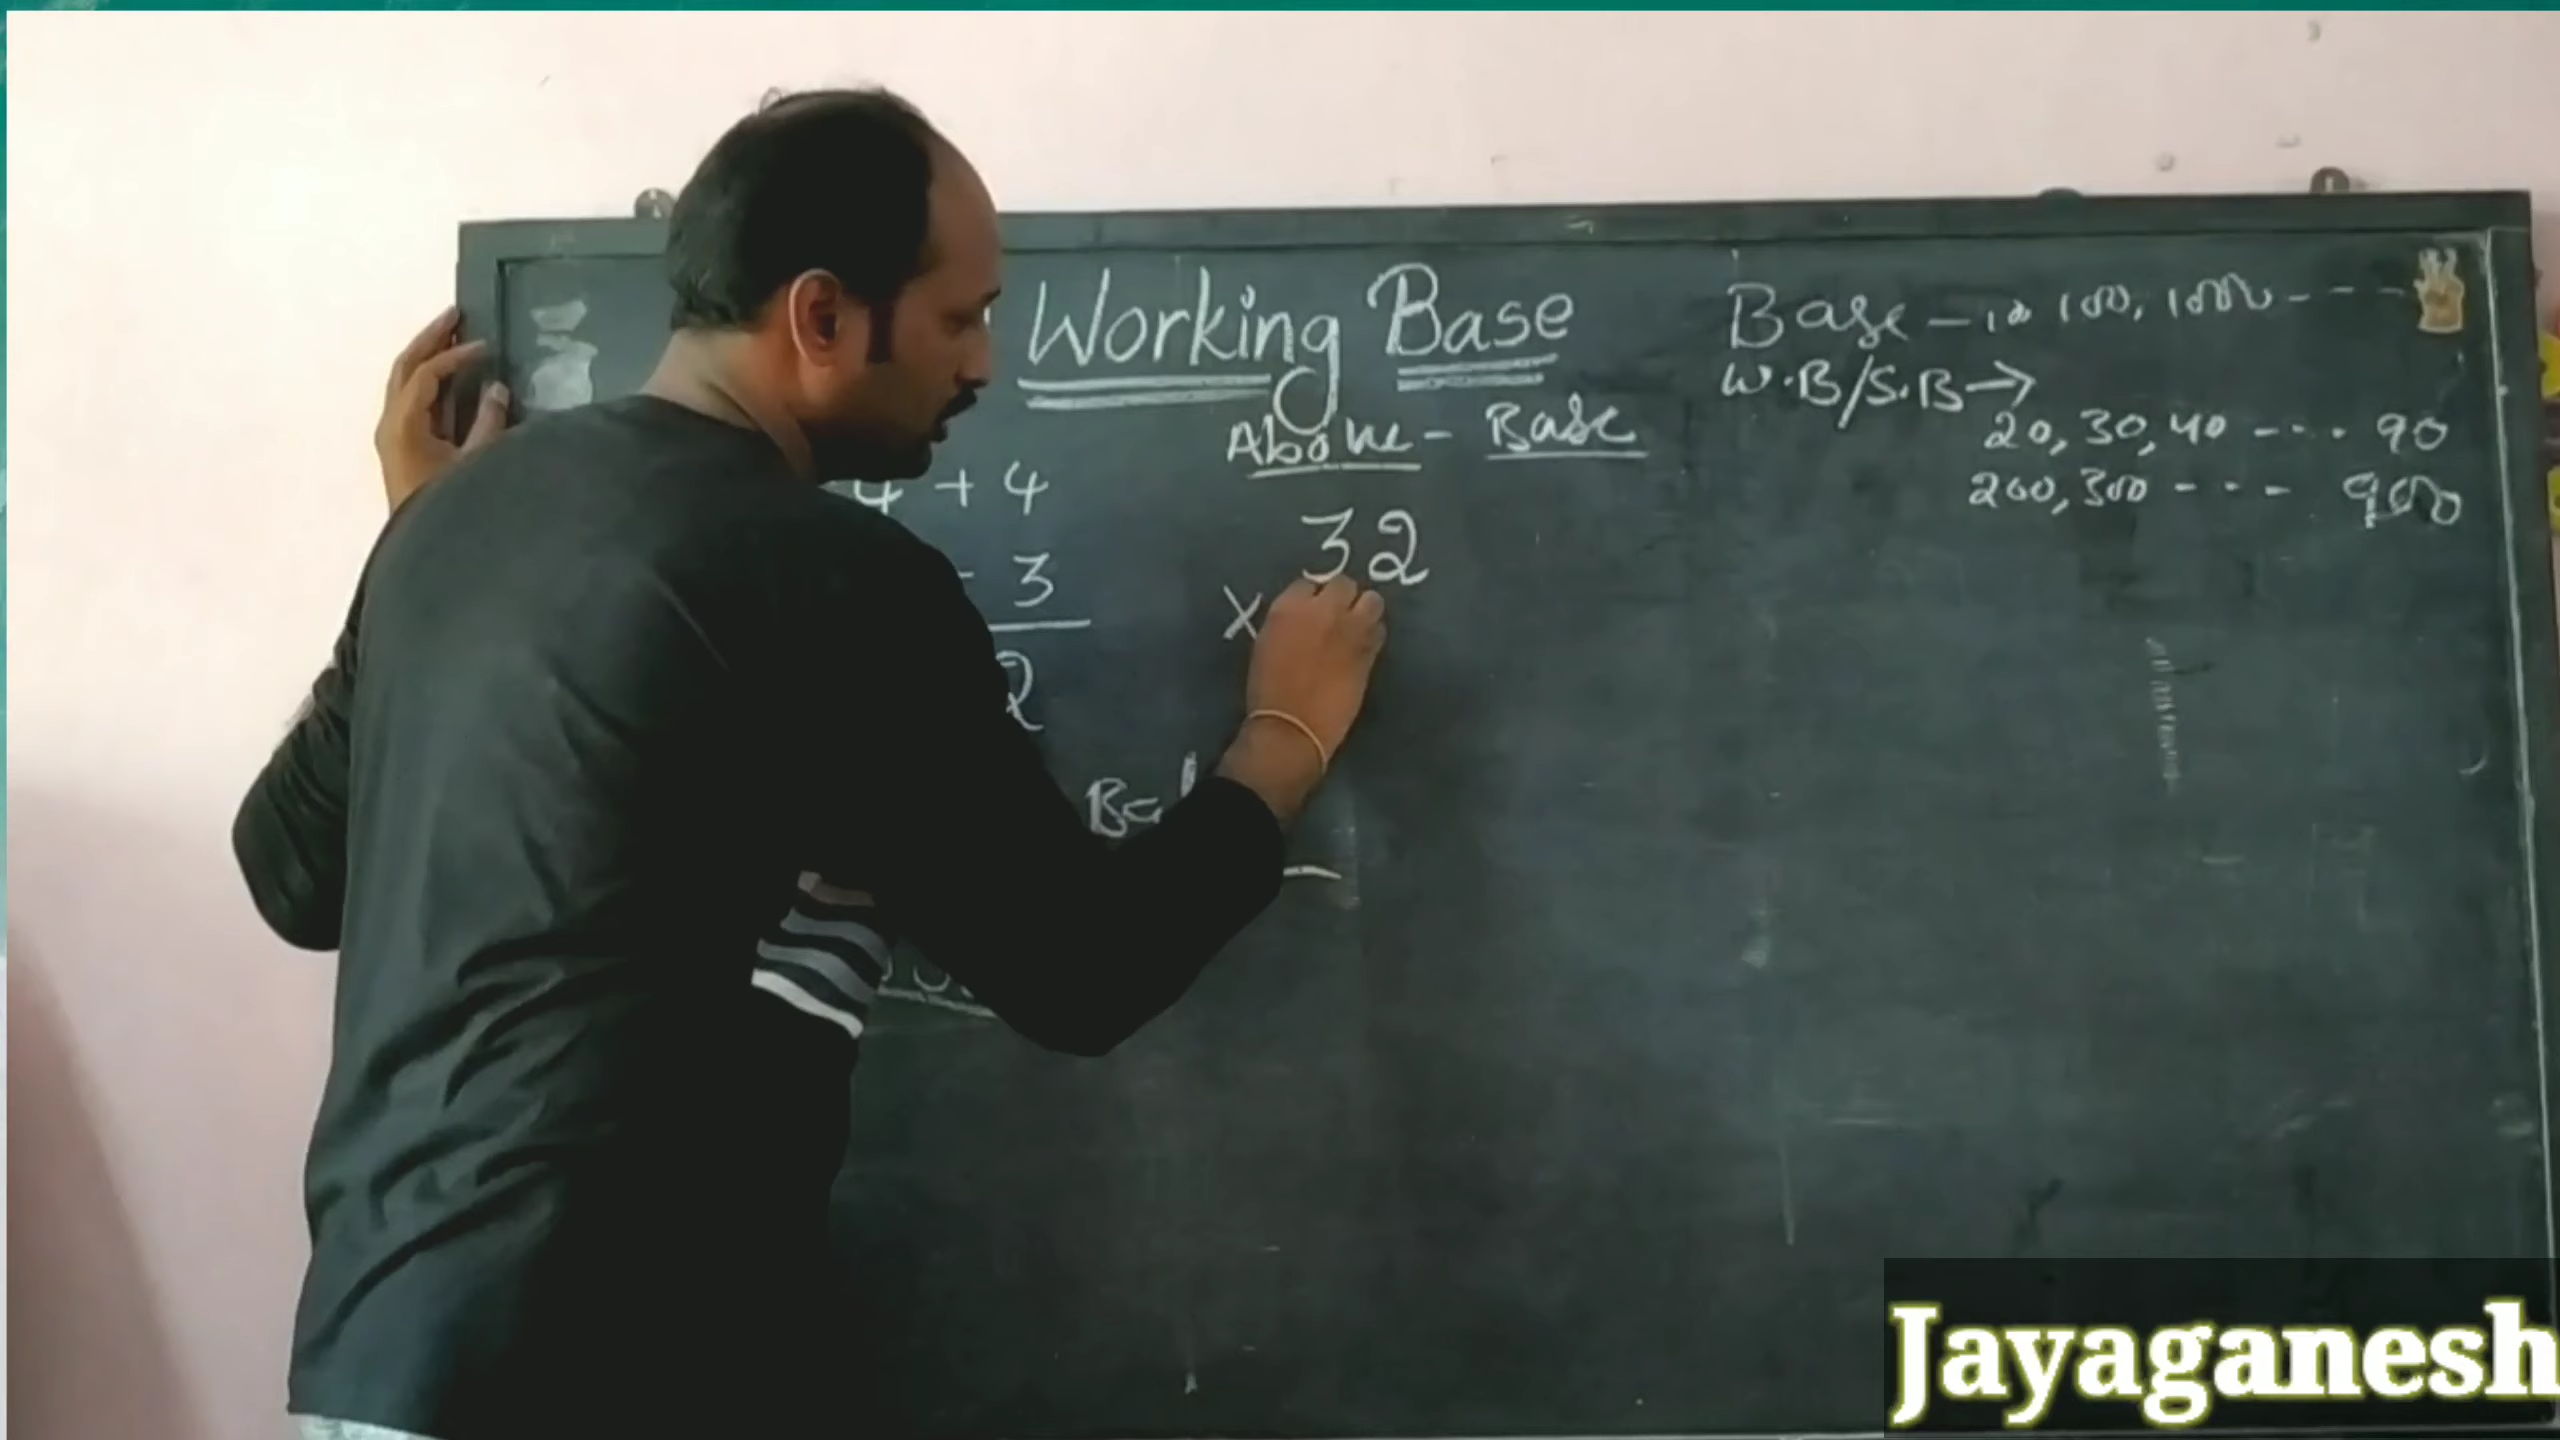 Working Base
Above - Base
4 + 4
- 3
2
32
×
Base - 10 100, 1000 - - -
W.B/S.B →
20, 30, 40 - - - . 90
200, 300 - - - 900
Jayaganesh